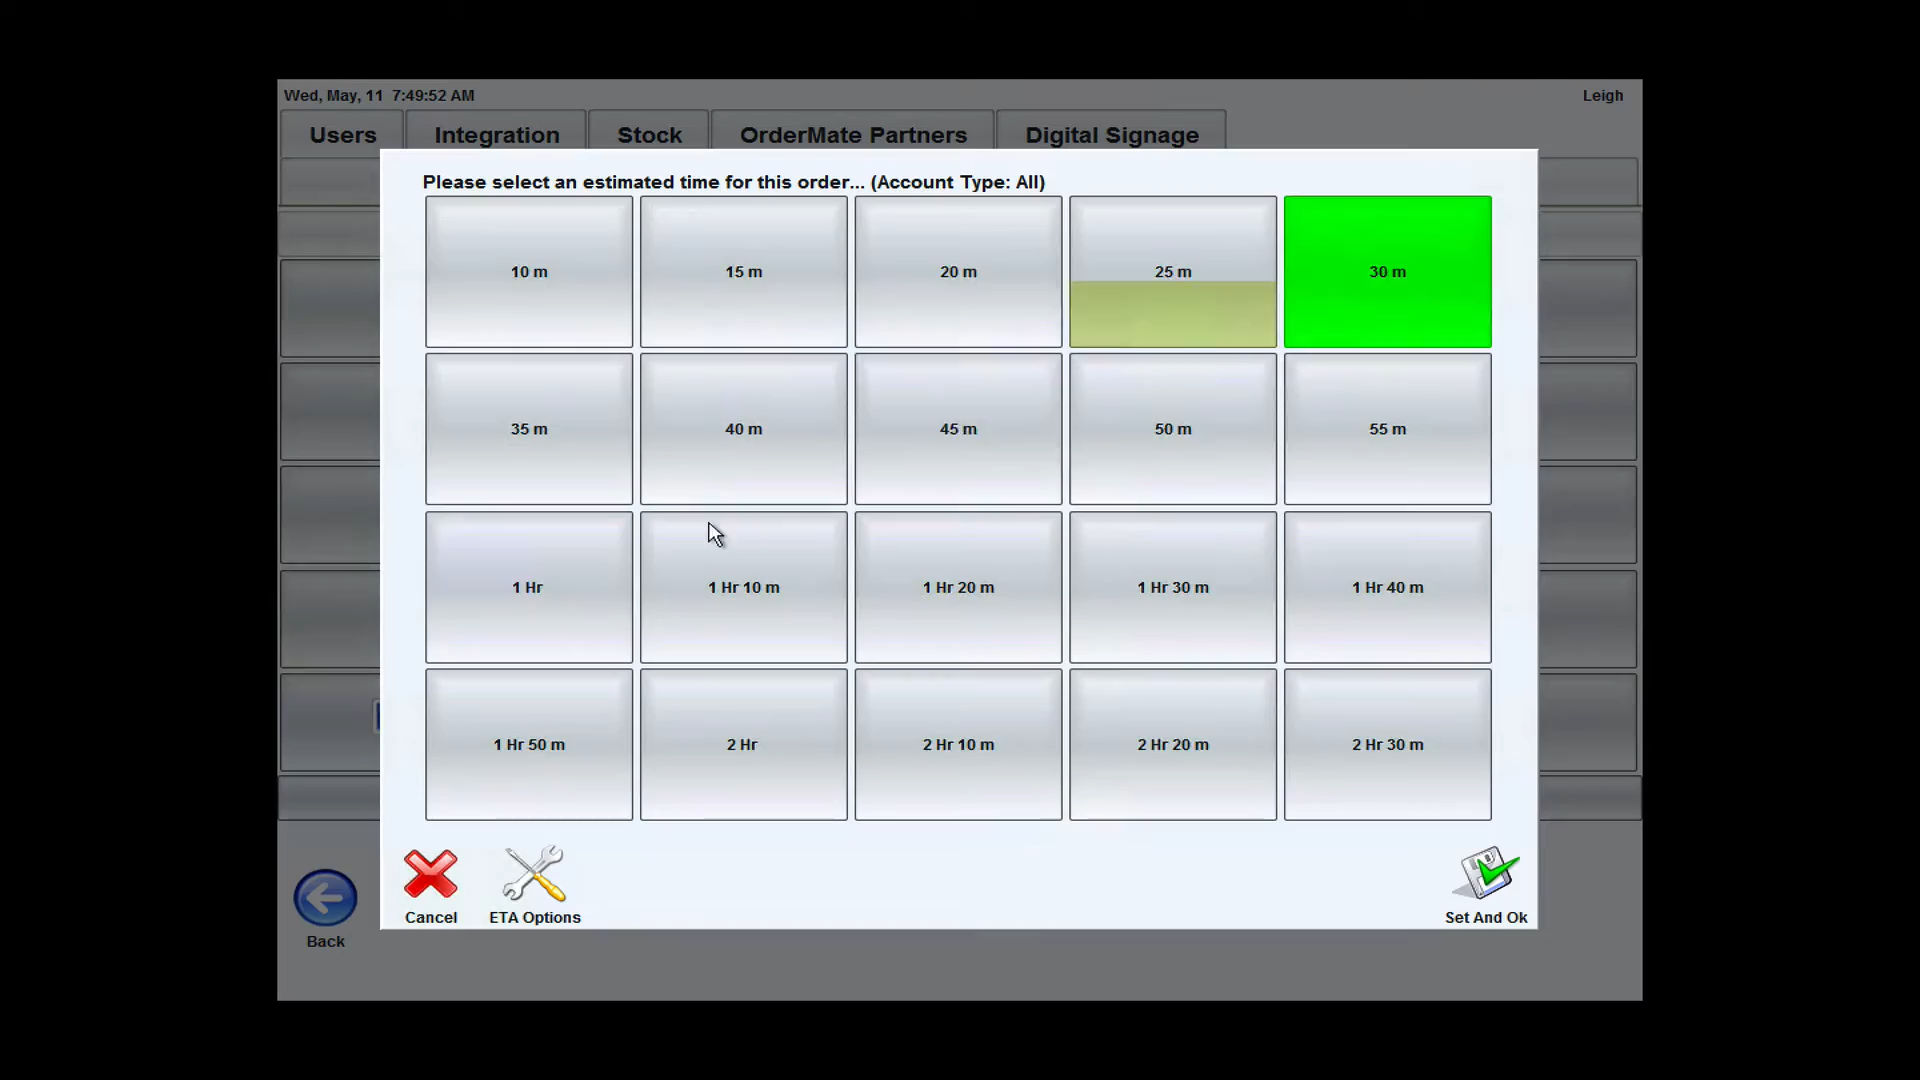 Wed, May, 11 7:49:52 AM
Leigh
Users
Integration
Stock
OrderMate Partners
Digital Signage
Please select an estimated time for this order... (Account Type: All)
10 m
15 m
20 m
25 m
30 m
35 m
40 m
45 m
50 m
55 m
1 Hr
1 Hr 10 m
1 Hr 20 m
1 Hr 30 m
1 Hr 40 m
1 Hr 50 m
2 Hr
2 Hr 10 m
2 Hr 20 m
2 Hr 30 m
Cancel
ETA Options
Set And Ok
Back